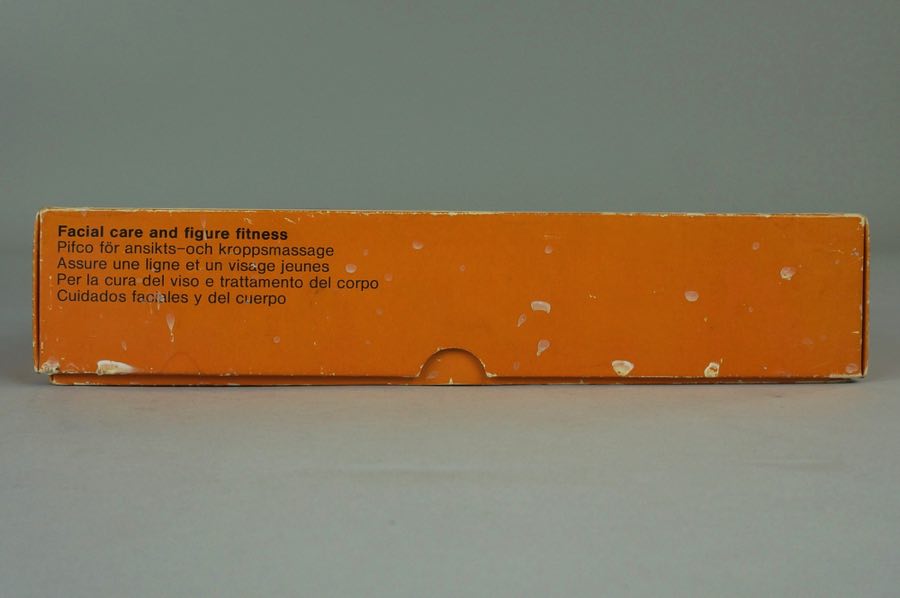 Facial care and figure fitness
Pifco för ansikts-och kroppsmassage
Assure une ligne et un visage jeunes
Per la cura del viso e trattamento del corpo
Cuidados faciales y del cuerpo